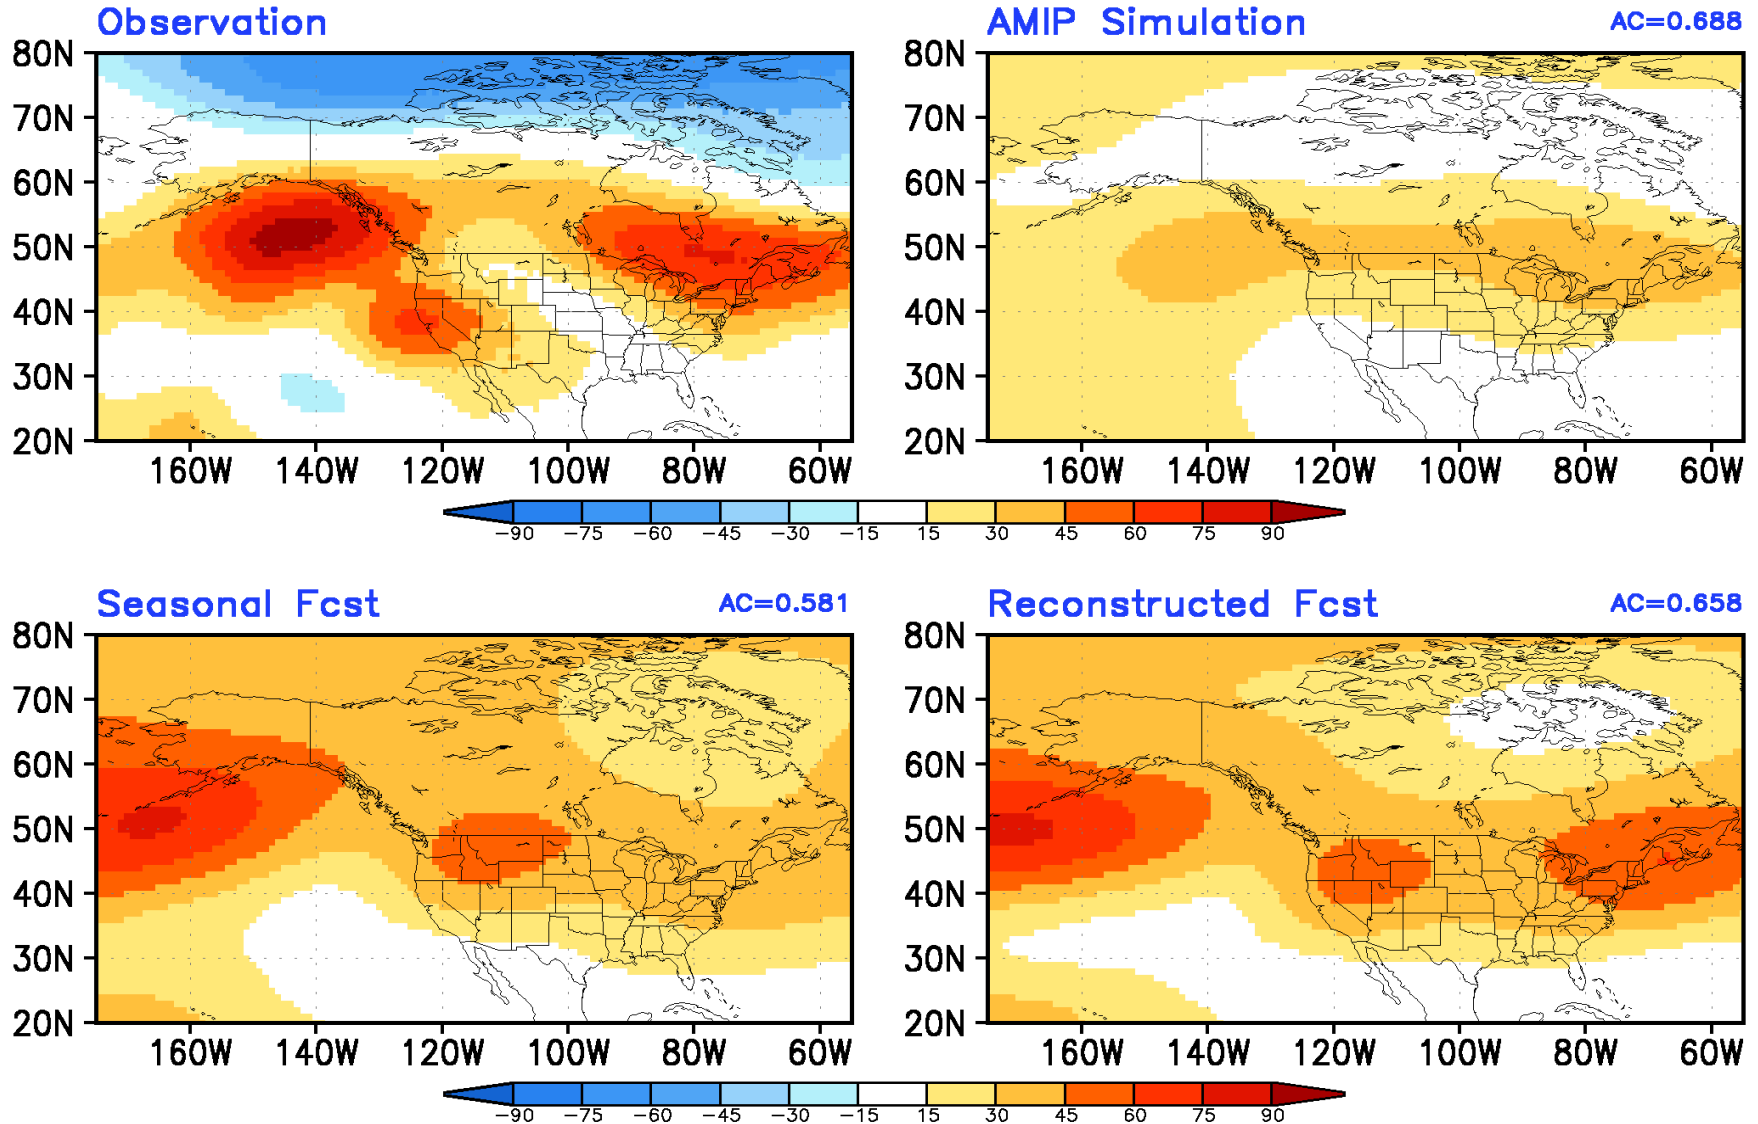 Observation
AMIP Simulation AC=0.688
80N 80N
70N 70N
60N 60N
50N 50N
40N 40N
30N 30N
20N 20N
160W 140W 120W 100W 80W 60W 160W 140W 120W 100W 80W 60W
-90 -75 -60 -45 -30 -15 15 30 45 60 75 90
Seasonal Fcst AC=0.581
Reconstructed Fcst AC=0.658
80N 80N
70N 70N
60N 60N
50N 50N
40N 40N
30N 30N
20N 20N
160W 140W 120W 100W 80W 60W 160W 140W 120W 100W 80W 60W
-90 -75 -60 -45 -30 -15 15 30 45 60 75 90